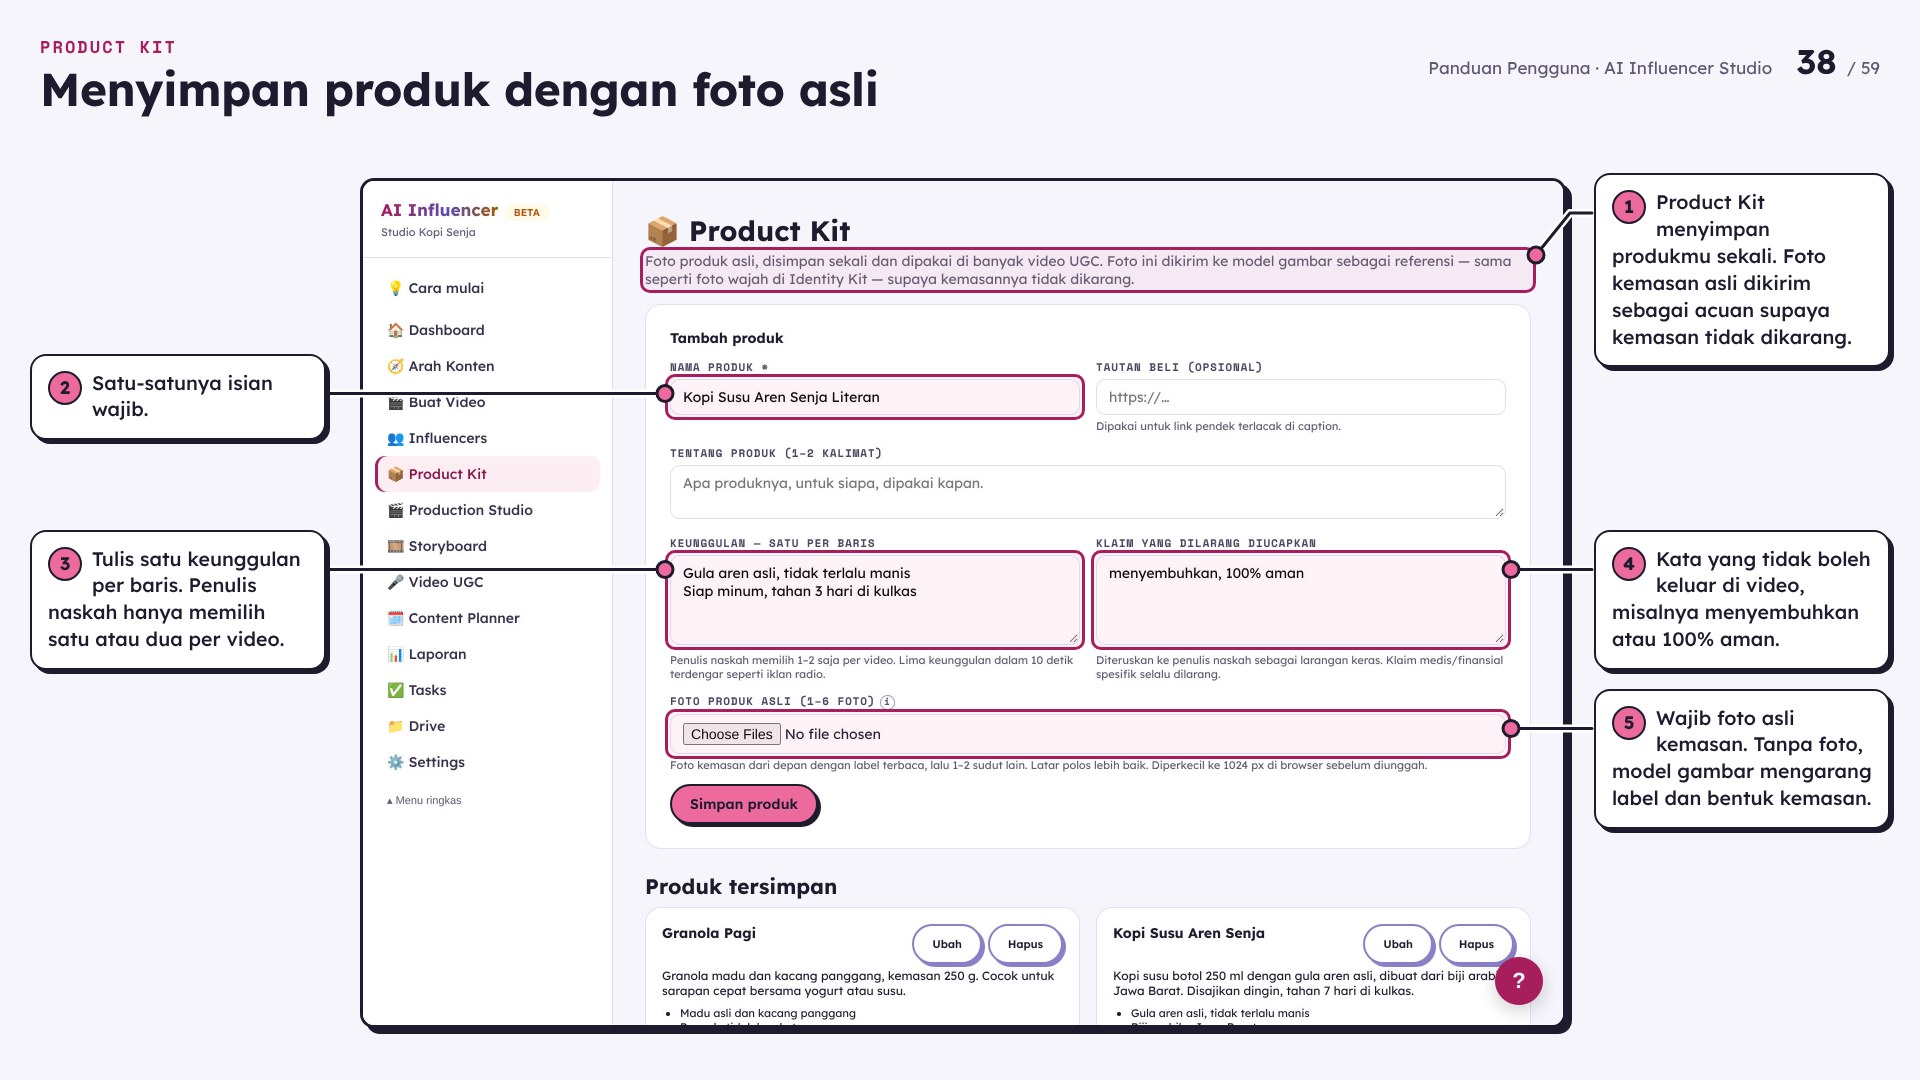 PRODUCT KIT
Menyimpan produk dengan foto asli
Panduan Pengguna · AI Influencer Studio 38 / 59
AI Influencer BETA
Studio Kopi Senja
Cara mulai
Dashboard
Arah Konten
Buat Video
Influencers
Product Kit
Production Studio
Storyboard
Video UGC
Content Planner
Laporan
Tasks
Drive
Settings
▴ Menu ringkas
Product Kit
Foto produk asli, disimpan sekali dan dipakai di banyak video UGC. Foto ini dikirim ke model gambar sebagai referensi — sama
seperti foto wajah di Identity Kit — supaya kemasannya tidak dikarang.
Tambah produk
NAMA PRODUK *
Kopi Susu Aren Senja Literan
TAUTAN BELI (OPSIONAL)
https://…
Dipakai untuk link pendek terlacak di caption.
TENTANG PRODUK (1–2 KALIMAT)
Apa produknya, untuk siapa, dipakai kapan.
KEUNGGULAN — SATU PER BARIS
Gula aren asli, tidak terlalu manis
Siap minum, tahan 3 hari di kulkas
Penulis naskah memilih 1–2 saja per video. Lima keunggulan dalam 10 detik
terdengar seperti iklan radio.
KLAIM YANG DILARANG DIUCAPKAN
menyembuhkan, 100% aman
Diteruskan ke penulis naskah sebagai larangan keras. Klaim medis/finansial
spesifik selalu dilarang.
FOTO PRODUK ASLI (1–6 FOTO) i
Choose Files No file chosen
Foto kemasan dari depan dengan label terbaca, lalu 1–2 sudut lain. Latar polos lebih baik. Diperkecil ke 1024 px di browser sebelum diunggah.
Simpan produk
Produk tersimpan
Granola Pagi
Ubah
Hapus
Granola madu dan kacang panggang, kemasan 250 g. Cocok untuk
sarapan cepat bersama yogurt atau susu.
• Madu asli dan kacang panggang
Kopi Susu Aren Senja
Ubah
Hapus
Kopi susu botol 250 ml dengan gula aren asli, dibuat dari biji
Jawa Barat. Disajikan dingin, tahan 7 hari di kulkas.
• Gula aren asli, tidak terlalu manis
?
1 Product Kit
menyimpan
produkmu sekali. Foto
kemasan asli dikirim
sebagai acuan supaya
kemasan tidak dikarang.
2 Satu-satunya isian
wajib.
3 Tulis satu keunggulan
per baris. Penulis
naskah hanya memilih
satu atau dua per video.
4 Kata yang tidak boleh
keluar di video,
misalnya menyembuhkan
atau 100% aman.
5 Wajib foto asli
kemasan. Tanpa foto,
model gambar mengarang
label dan bentuk kemasan.